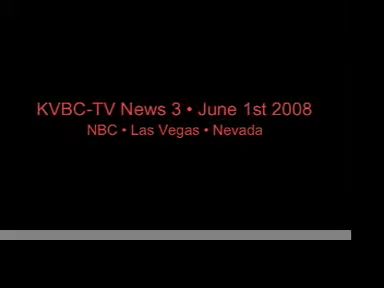 KVBC-TV News 3 • June 1st 2008
NBC • Las Vegas • Nevada